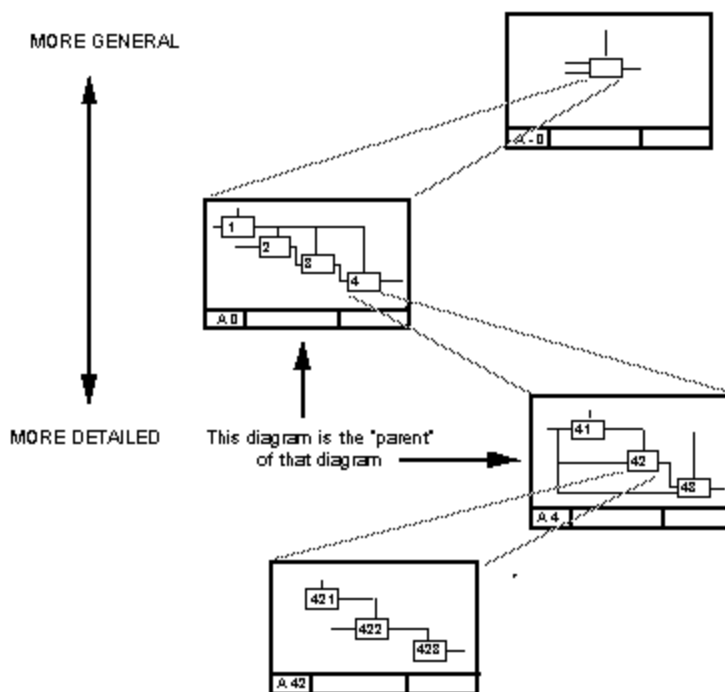 MORE GENERAL
A-0
1
2
3
4
A0
MORE DETAILED
This diagram is the "parent"
of that diagram
41
42
43
A4
421
422
423
A42